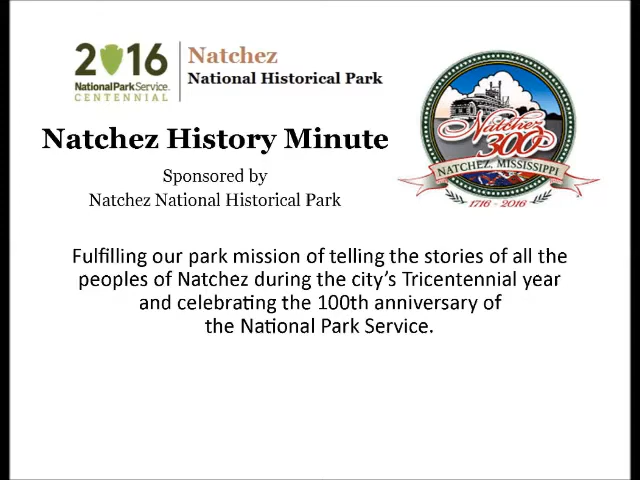 2016
National Park Service
CENTENNIAL
Natchez
National Historical Park
Natchez History Minute
Sponsored by
Natchez National Historical Park
Natchez
300
NATCHEZ, MISSISSIPPI
1716 - 2016
Fulfilling our park mission of telling the stories of all the
peoples of Natchez during the city's Tricentennial year
and celebrating the 100th anniversary of
the National Park Service.